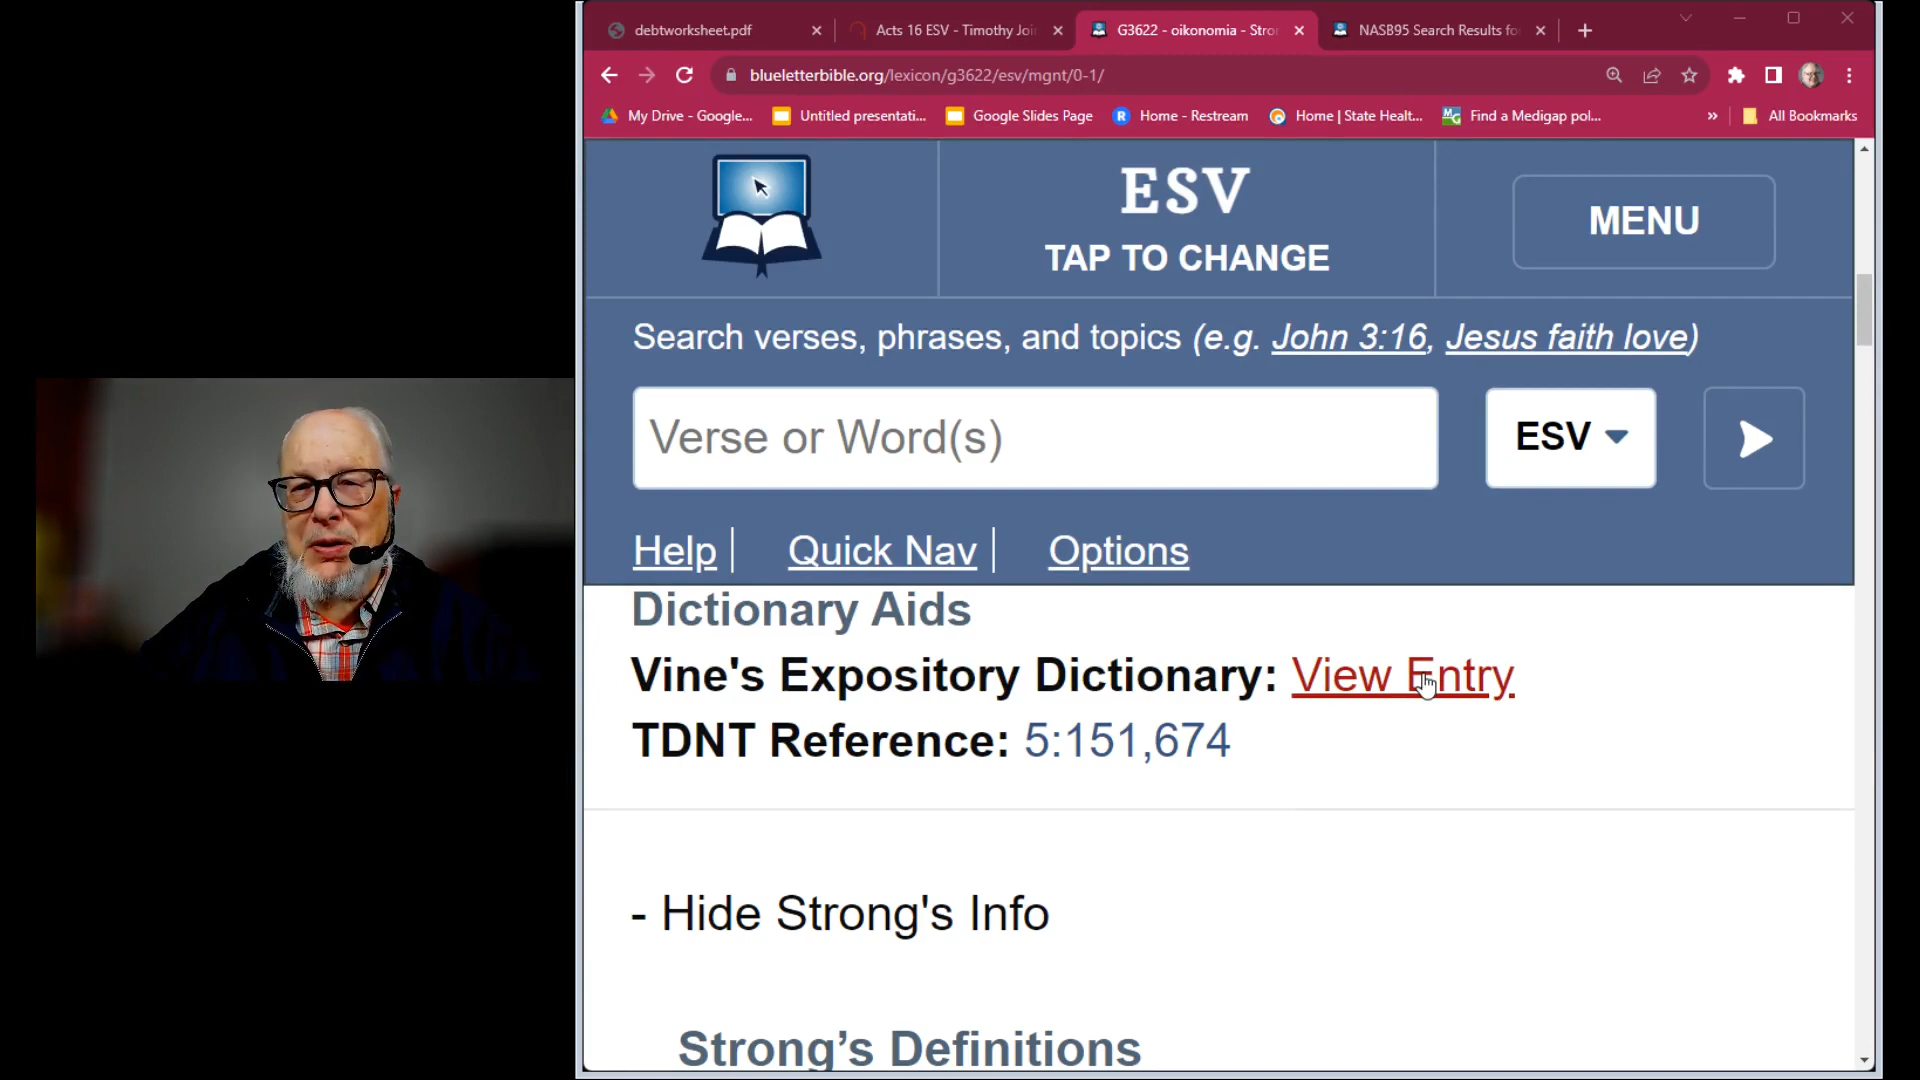 debtworksheet.pdf
Acts 16 ESV - Timothy Joi
G3622 - oikonomia - Stro
NASB95 Search Results fo
blueletterbible.org/lexicon/g3622/esv/mgnt/0-1/
My Drive - Google...
Untitled presentati...
Google Slides Page
Home - Restream
Home | State Healt...
Find a Medigap pol...
»
All Bookmarks
ESV
TAP TO CHANGE
MENU
Search verses, phrases, and topics (e.g. John 3:16, Jesus faith love)
Verse or Word(s)
ESV
Help | Quick Nav | Options
Dictionary Aids
Vine's Expository Dictionary: View Entry
TDNT Reference: 5:151,674
- Hide Strong's Info
Strong’s Definitions